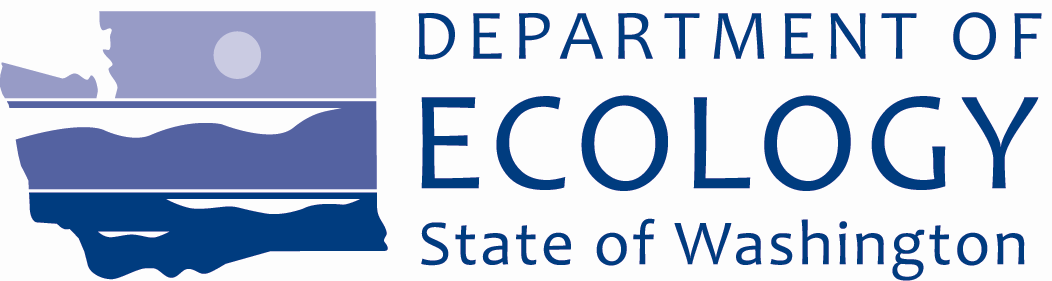 DEPARTMENT OF
ECOLOGY
State of Washington